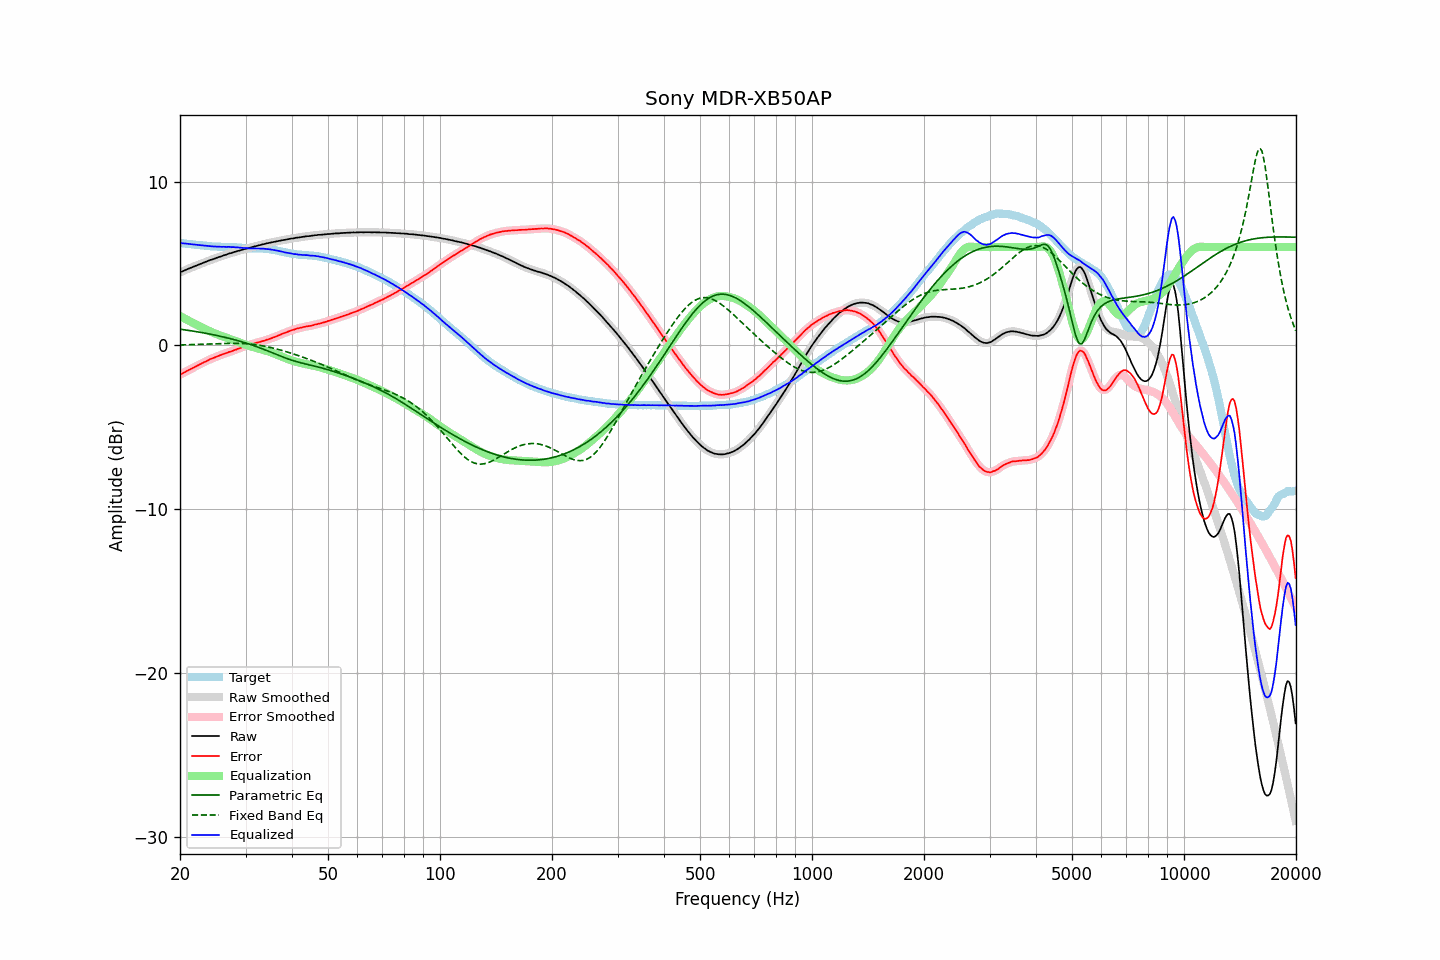 Sony MDR-XB50AP
Amplitude (dBr)
10
0
−10
−20
−30
Target
Raw Smoothed
Error Smoothed
Raw
Error
Equalization
Parametric Eq
Fixed Band Eq
Equalized
20 50 100 200 500 1000 2000 5000 10000 20000
Frequency (Hz)